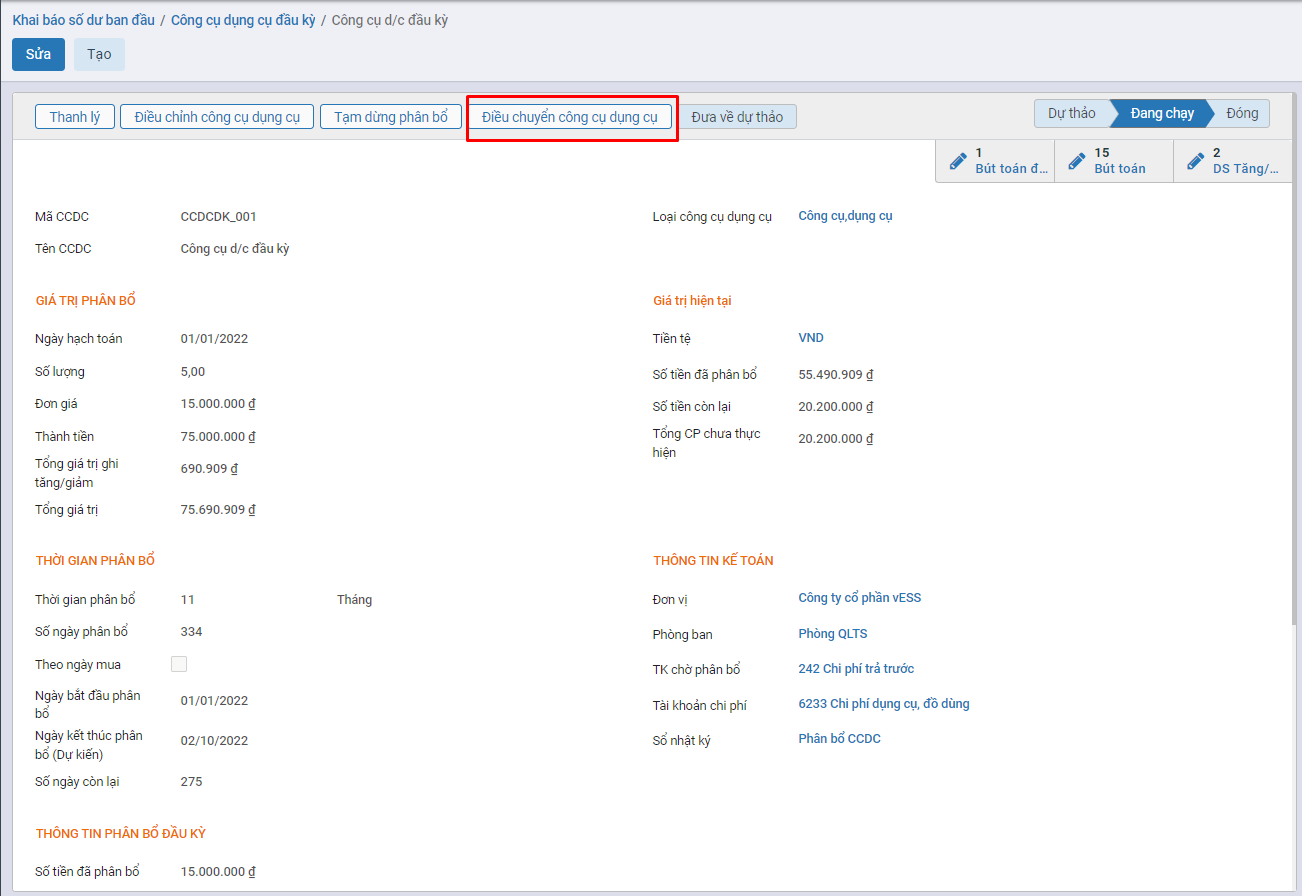 Khai báo số dư ban đầu / Công cụ dụng cụ đầu kỳ / Công cụ d/c đầu kỳ
Sửa Tạo
Thanh lý Điều chỉnh công cụ dụng cụ Tạm dừng phân bổ Điều chuyển công cụ dụng cụ Đưa về dự thảo Dự thảo Đang chạy Đóng
1 15 2
Bút toán đ... Bút toán DS Tăng/...
Mã CCDC CCDCDK_001 Loại công cụ dụng cụ Công cụ,dụng cụ
Tên CCDC Công cụ d/c đầu kỳ
GIÁ TRỊ PHÂN BỔ Giá trị hiện tại
Ngày hạch toán 01/01/2022 Tiền tệ VND
Số lượng 5,00 Số tiền đã phân bổ 55.490.909 ₫
Đơn giá 15.000.000 ₫ Số tiền còn lại 20.200.000 ₫
Thành tiền 75.000.000 ₫ Tổng CP chưa thực
hiện 20.200.000 ₫
Tổng giá trị ghi
tăng/giảm 690.909 ₫
Tổng giá trị 75.690.909 ₫
THỜI GIAN PHÂN BỔ THÔNG TIN KẾ TOÁN
Thời gian phân bổ 11 Tháng Đơn vị Công ty cổ phần vESS
Số ngày phân bổ 334 Phòng ban Phòng QLTS
Theo ngày mua TK chờ phân bổ 242 Chi phí trả trước
Ngày bắt đầu phân
bổ 01/01/2022 Tài khoản chi phí 6233 Chi phí dụng cụ, đồ dùng
Ngày kết thúc phân
bổ (Dự kiến) 02/10/2022 Sổ nhật ký Phân bổ CCDC
Số ngày còn lại 275
THÔNG TIN PHÂN BỔ ĐẦU KỲ
Số tiền đã phân bổ 15.000.000 ₫